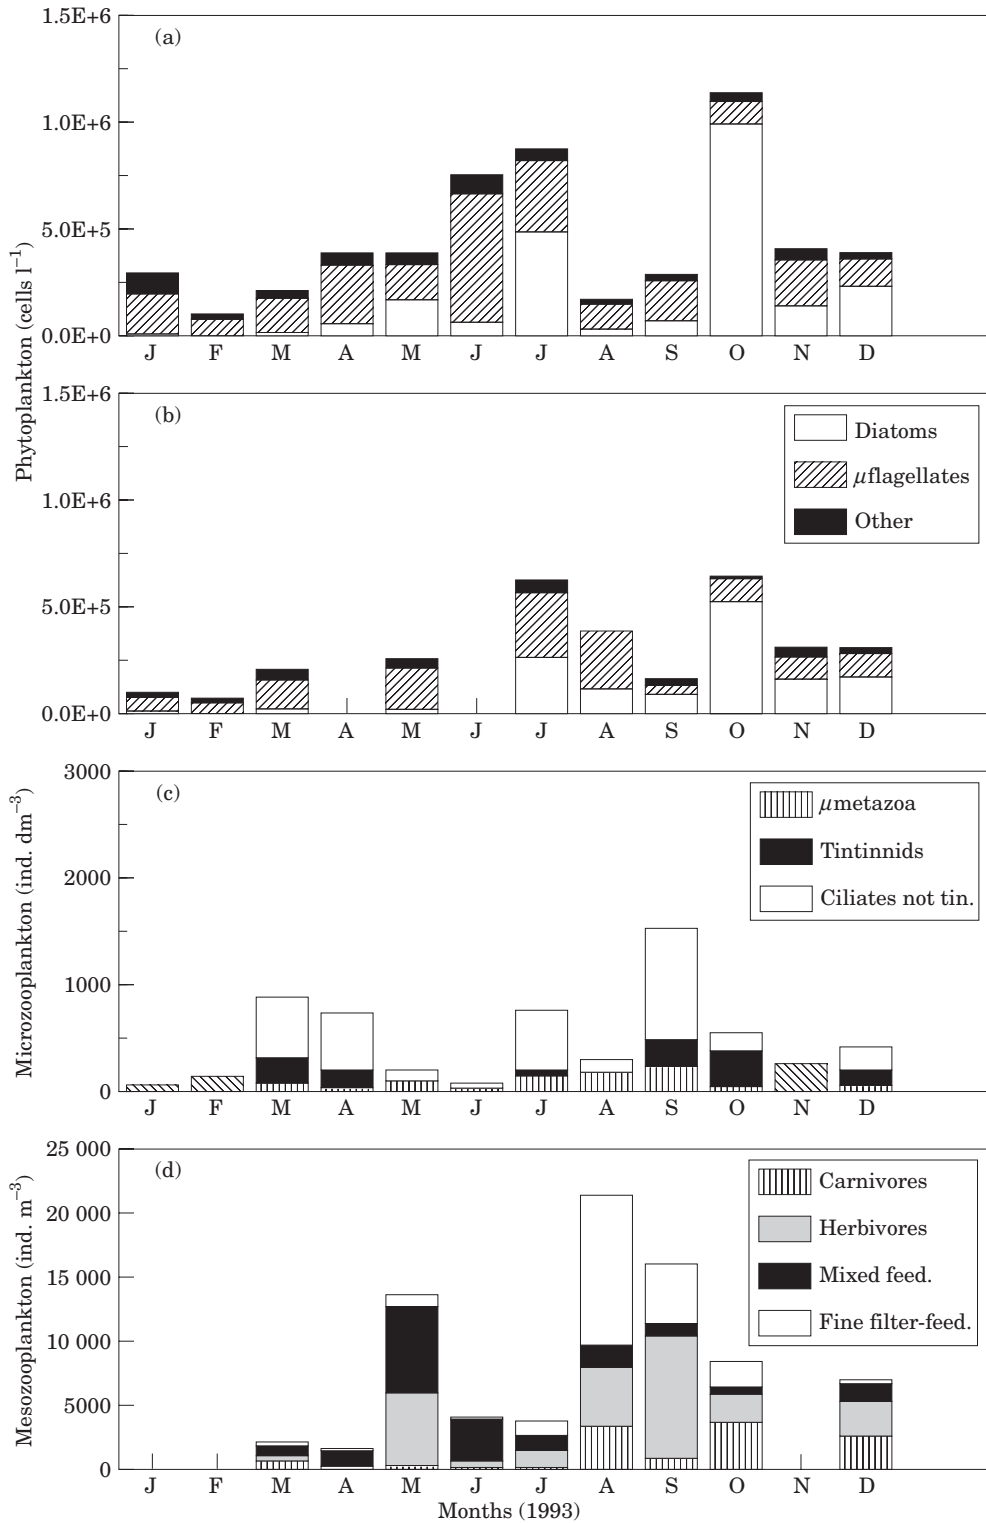 1.5E+6
(a)
1.0E+6
5.0E+5
0.0E+0
J F M A M J J A S O N D
Phytoplankton (cells l⁻¹)
1.5E+6
(b)
Diatoms
μflagellates
1.0E+6
Other
5.0E+5
0.0E+0
J F M A M J J A S O N D
3000
(c)
μmetazoa
Tintinnids
2000
Ciliates not tin.
1000
0
J F M A M J J A S O N D
Microzooplankton (ind. dm⁻³)
25 000
(d)
Carnivores
20 000
Herbivores
15 000
Mixed feed.
Fine filter-feed.
10 000
5000
0
J F M A M J J A S O N D
Mesozooplankton (ind. m⁻³)
Months (1993)